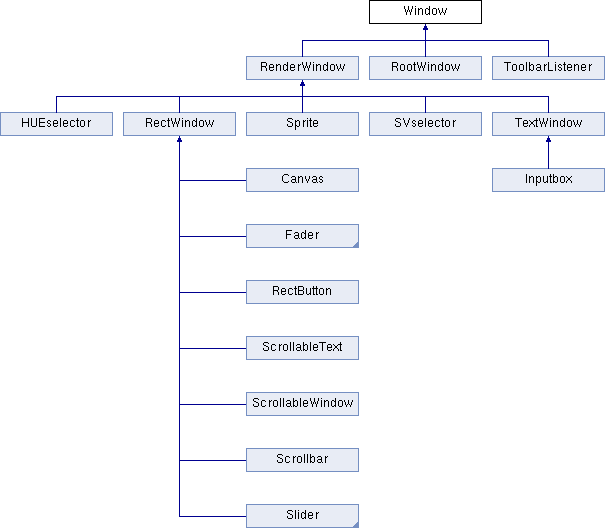 Window
RenderWindow
RootWindow
ToolbarListener
HUEselector
RectWindow
Sprite
SVselector
TextWindow
Canvas
Inputbox
Fader
RectButton
ScrollableText
ScrollableWindow
Scrollbar
Slider